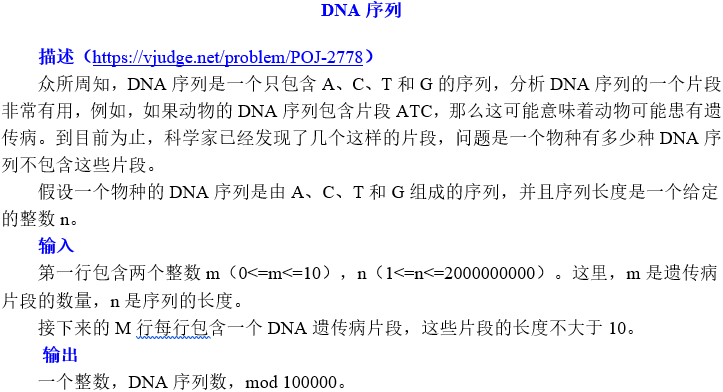 DNA 序列
描述（https://vjudge.net/problem/POJ-2778）
众所周知，DNA 序列是一个只包含 A、C、T 和 G 的序列，分析 DNA 序列的一个片段
非常有用，例如，如果动物的 DNA 序列包含片段 ATC，那么这可能意味着动物可能患有遗
传病。到目前为止，科学家已经发现了几个这样的片段，问题是一个物种有多少种 DNA 序
列不包含这些片段。
假设一个物种的 DNA 序列是由 A、C、T 和 G 组成的序列，并且序列长度是一个给定
的整数 n。
输入
第一行包含两个整数 m（0<=m<=10），n（1<=n<=2000000000）。这里，m 是遗传病
片段的数量，n 是序列的长度。
接下来的 M 行每行包含一个 DNA 遗传病片段，这些片段的长度不大于 10。
输出
一个整数，DNA 序列数，mod 100000。